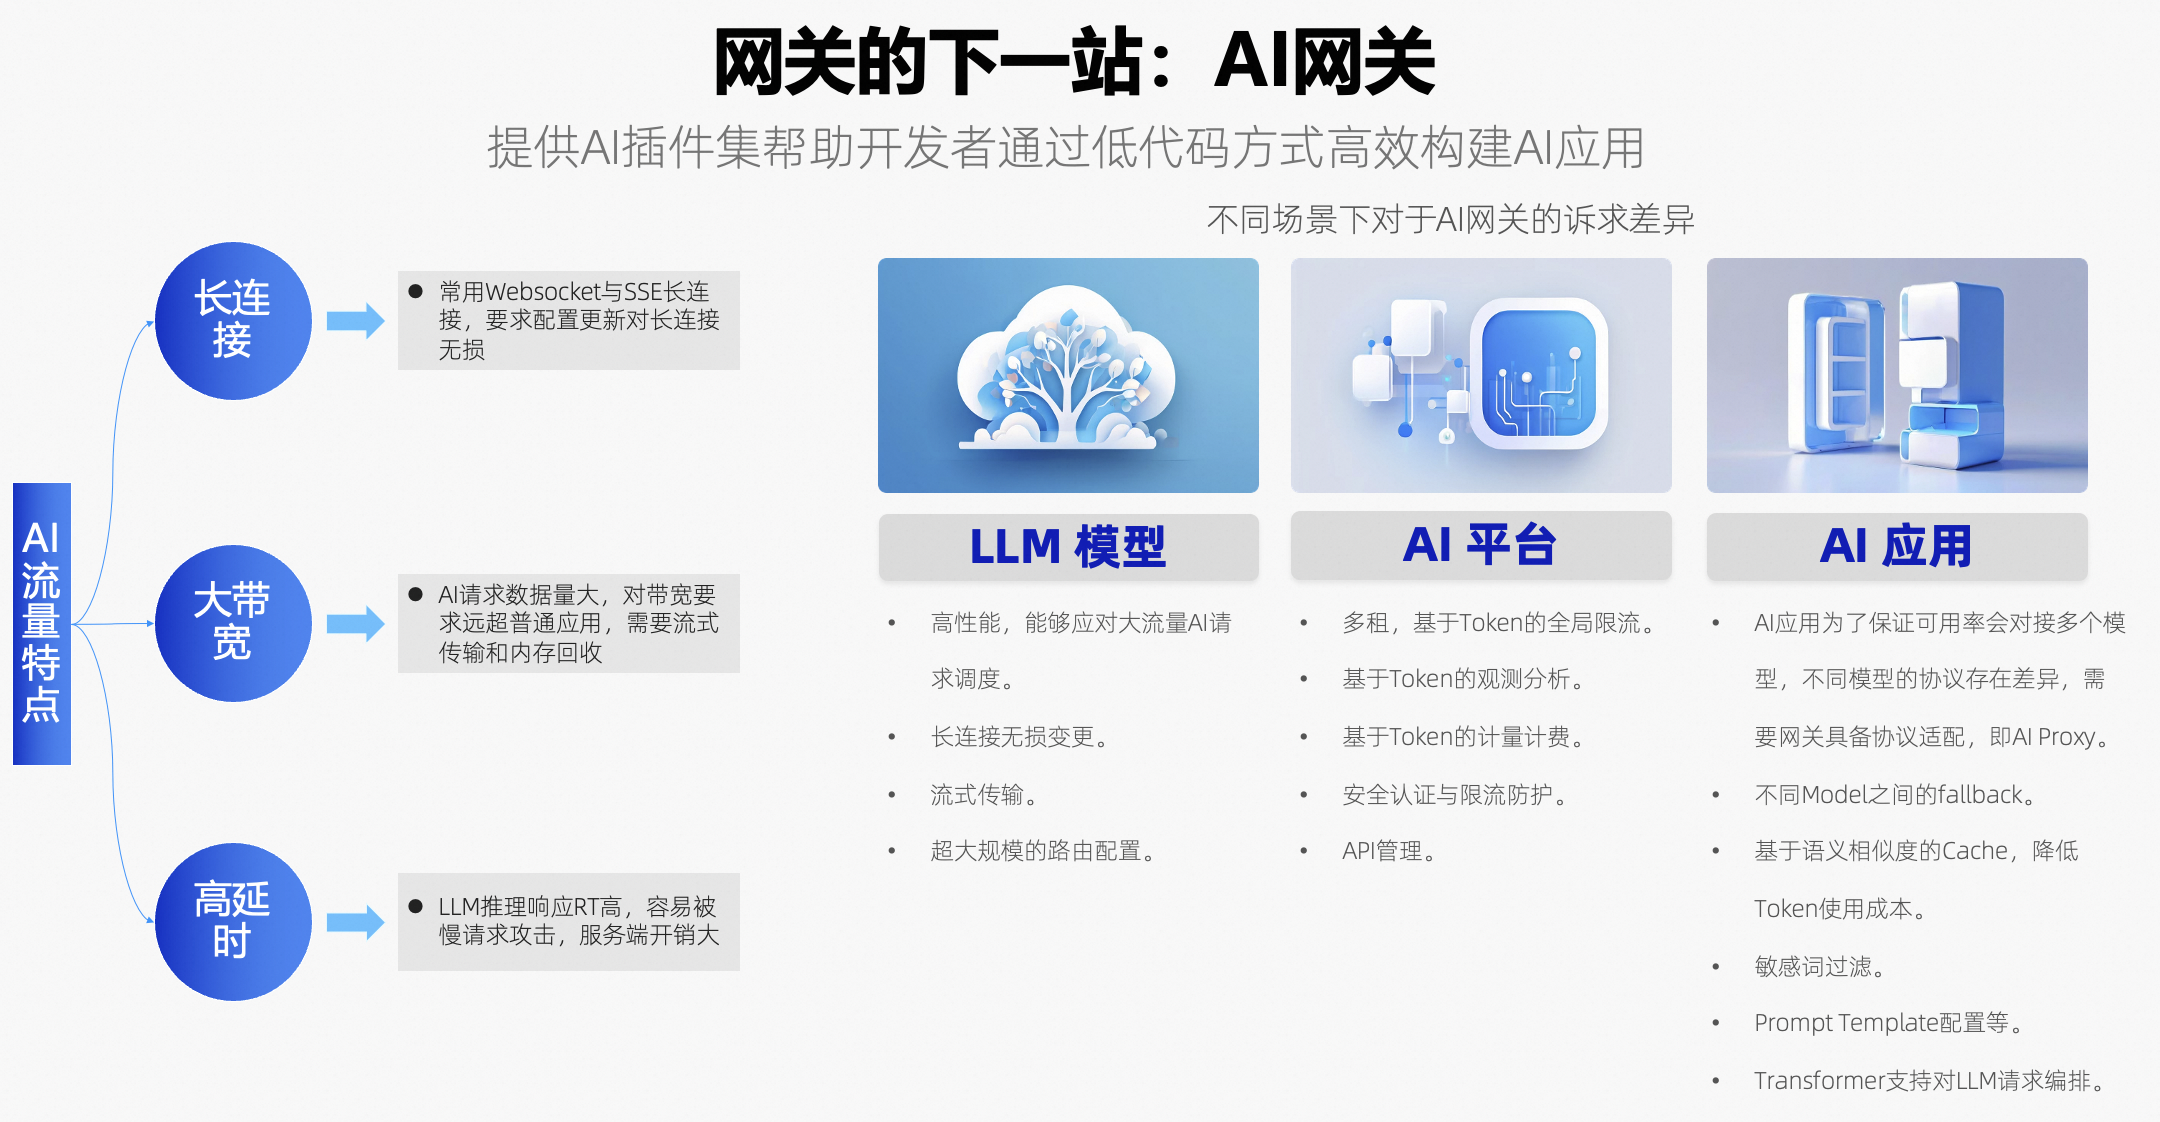 网关的下一站：AI网关
提供AI插件集帮助开发者通过低代码方式高效构建AI应用
AI流量特点
长连
接
常用Websocket与SSE长连
接，要求配置更新对长连接
无损
大带
宽
AI请求数据量大，对带宽要
求远超普通应用，需要流式
传输和内存回收
高延
时
LLM推理响应RT高，容易被
慢请求攻击，服务端开销大
不同场景下对于AI网关的诉求差异
LLM 模型
• 高性能，能够应对大流量AI请
求调度。
• 长连接无损变更。
• 流式传输。
• 超大规模的路由配置。
AI 平台
• 多租，基于Token的全局限流。
• 基于Token的观测分析。
• 基于Token的计量计费。
• 安全认证与限流防护。
• API管理。
AI 应用
• AI应用为了保证可用率会对接多个模
型，不同模型的协议存在差异，需
要网关具备协议适配，即AI Proxy。
• 不同Model之间的fallback。
• 基于语义相似度的Cache，降低
Token使用成本。
• 敏感词过滤。
• Prompt Template配置等。
• Transformer支持对LLM请求编排。